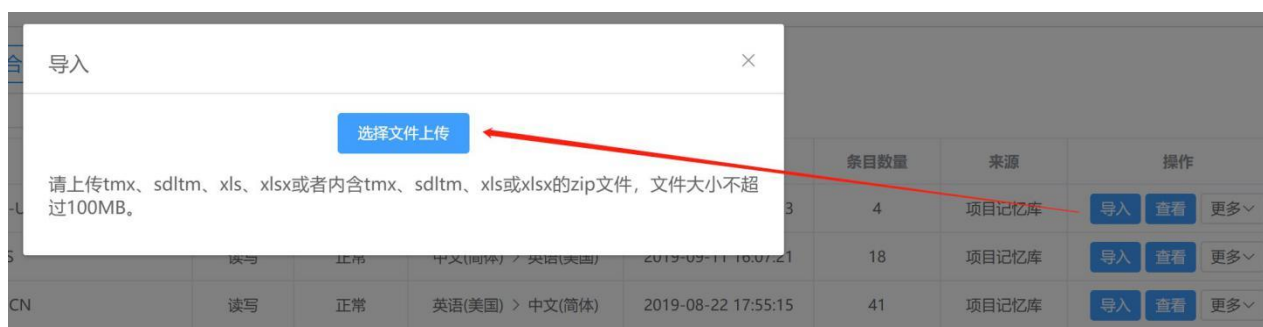 合
导入
选择文件上传
请上传tmx、sdltm、xls、xlsx或者内含tmx、sdltm、xls或xlsx的zip文件，文件大小不超
过100MB。
条目数量 来源 操作
-U 3 4 项目记忆库 导入 查看 更多
S 读写 正常 中文(简体) > 英语(美国) 2019-09-11 16:07:21 18 项目记忆库 导入 查看 更多
CN 读写 正常 英语(美国) > 中文(简体) 2019-08-22 17:55:15 41 项目记忆库 导入 查看 更多